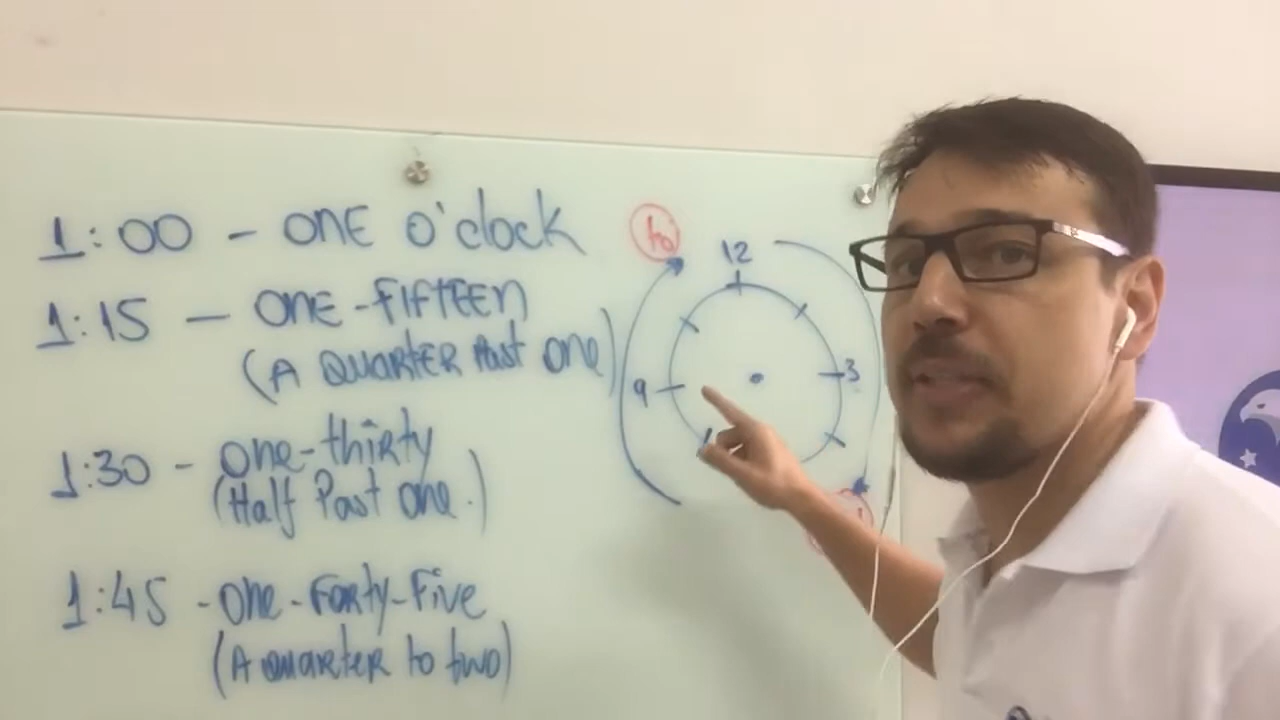 1:00 - ONE O'clock
1:15 - ONE-FIFTEEN
(A QUARTER Past one)
1:30 - one-thirty
(Half Past one.)
1:45 - one-forty-five
(A quarter to two)
to
12
3
9